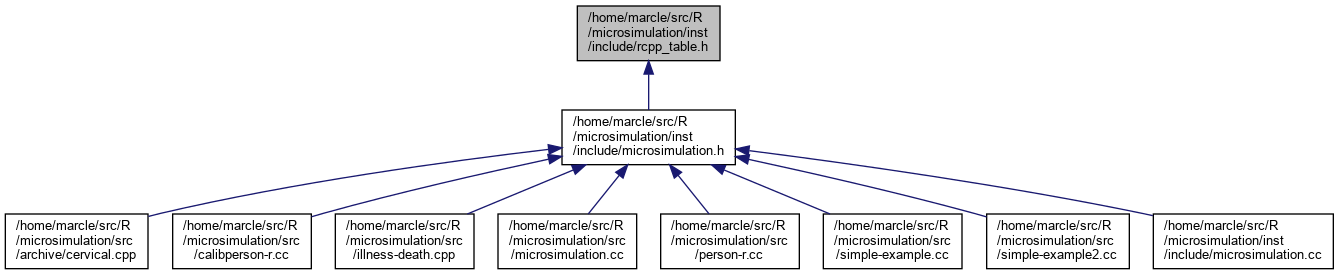 /home/marcle/src/R
/microsimulation/inst
/include/rcpp_table.h
/home/marcle/src/R
/microsimulation/inst
/include/microsimulation.h
/home/marcle/src/R
/microsimulation/src
/archive/cervical.cpp
/home/marcle/src/R
/microsimulation/src
/calibperson-r.cc
/home/marcle/src/R
/microsimulation/src
/illness-death.cpp
/home/marcle/src/R
/microsimulation/src
/microsimulation.cc
/home/marcle/src/R
/microsimulation/src
/person-r.cc
/home/marcle/src/R
/microsimulation/src
/simple-example.cc
/home/marcle/src/R
/microsimulation/src
/simple-example2.cc
/home/marcle/src/R
/microsimulation/inst
/include/microsimulation.cc